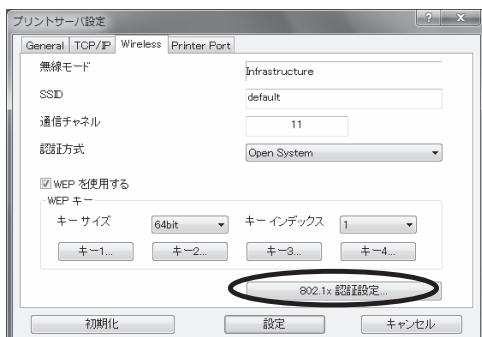 プリントサーバ設定
General TCP/IP Wireless Printer Port
無線モード Infrastructure
SSID default
通信チャネル 11
認証方式 Open System
WEP を使用する
WEP キー
キー サイズ 64bit キー インデックス 1
キー1... キー2... キー3... キー4...
802.1x 認証設定...
初期化 設定 キャンセル